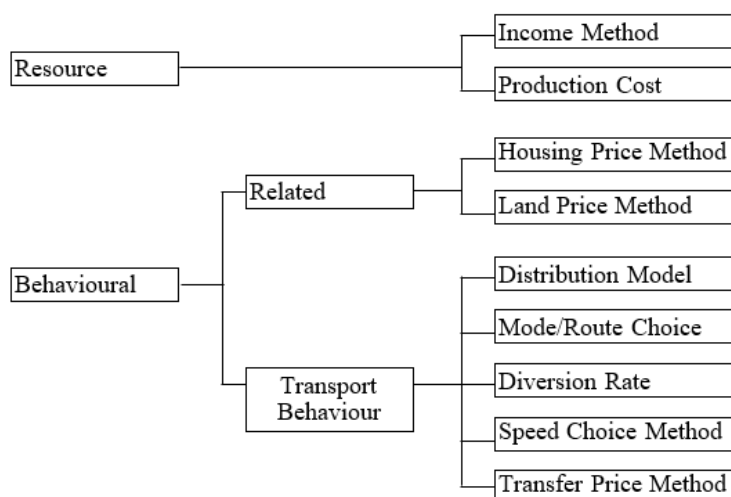 Income Method
Resource
Production Cost
Housing Price Method
Related
Land Price Method
Distribution Model
Behavioural
Mode/Route Choice
Transport
Behaviour
Diversion Rate
Speed Choice Method
Transfer Price Method